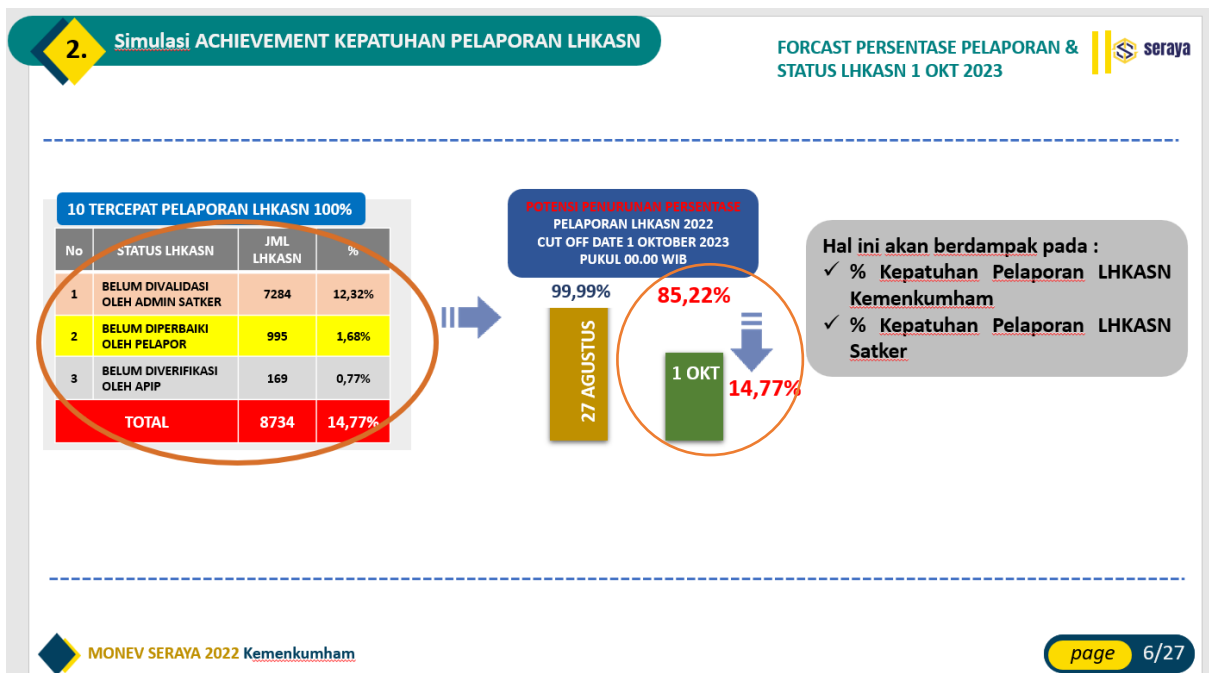 2.
Simulasi ACHIEVEMENT KEPATUHAN PELAPORAN LHKASN
FORCAST PERSENTASE PELAPORAN &
STATUS LHKASN 1 OKT 2023
seraya
10 TERCEPAT PELAPORAN LHKASN 100%
No STATUS LHKASN JML LHKASN %
1 BELUM DIVALIDASI OLEH ADMIN SATKER 7284 12,32%
2 BELUM DIPERBAIKI OLEH PELAPOR 995 1,68%
3 BELUM DIVERIFIKASI OLEH APIP 169 0,77%
TOTAL 8734 14,77%
POTENSI PENURUNAN PERSENTASE
PELAPORAN LHKASN 2022
CUT OFF DATE 1 OKTOBER 2023
PUKUL 00.00 WIB
99,99%
85,22%
27 AGUSTUS
1 OKT
14,77%
Hal ini akan berdampak pada :
✓ % Kepatuhan Pelaporan LHKASN
Kemenkumham
✓ % Kepatuhan Pelaporan LHKASN
Satker
MONEV SERAYA 2022 Kemenkumham
page 6/27